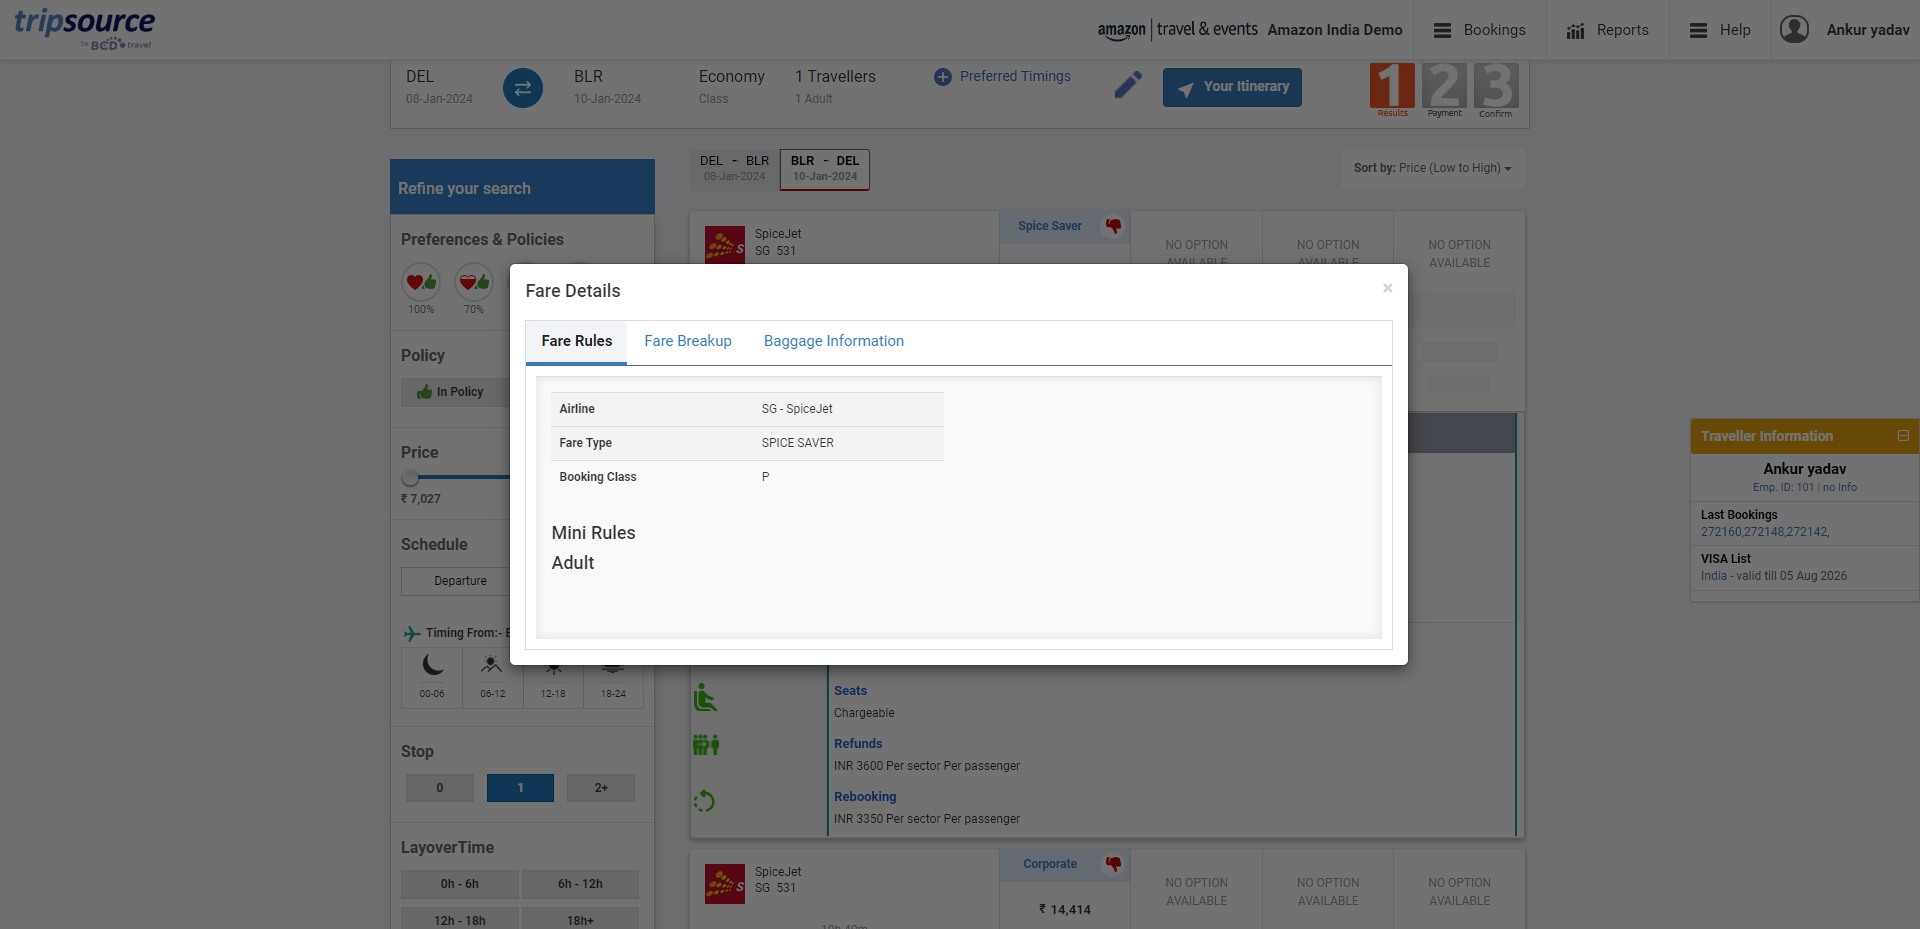 tripsource
by BCD travel
amazon travel & events Amazon India Demo
Bookings
Reports
Help
Ankur yadav
DEL
08-Jan-2024
BLR
10-Jan-2024
Economy
Class
1 Travellers
1 Adult
Preferred Timings
Your Itinerary
1 2 3
Results Payment Confirm
DEL - BLR
08-Jan-2024
BLR - DEL
10-Jan-2024
Sort by: Price (Low to High)
Refine your search
Preferences & Policies
100% 70%
Policy
In Policy
Price
₹ 7,027
Schedule
Departure
Timing From:-
00-06 06-12 12-18 18-24
Stop
0 1 2+
LayoverTime
0h - 6h 6h - 12h
12h - 18h 18h+
SpiceJet
SG 531
Spice Saver
NO OPTION AVAILABLE
NO OPTION AVAILABLE
NO OPTION
AVAILABLE
Fare Details
×
Fare Rules Fare Breakup Baggage Information
Airline SG - SpiceJet
Fare Type SPICE SAVER
Booking Class P
Mini Rules
Adult
Seats
Chargeable
Refunds
INR 3600 Per sector Per passenger
Rebooking
INR 3350 Per sector Per passenger
SpiceJet
SG 531
Corporate
₹ 14,414
NO OPTION
AVAILABLE
NO OPTION
AVAILABLE
NO OPTION
AVAILABLE
Traveller Information
Ankur yadav
Emp. ID: 101 | no Info
Last Bookings
272160,272148,272142,
VISA List
India - valid till 05 Aug 2026